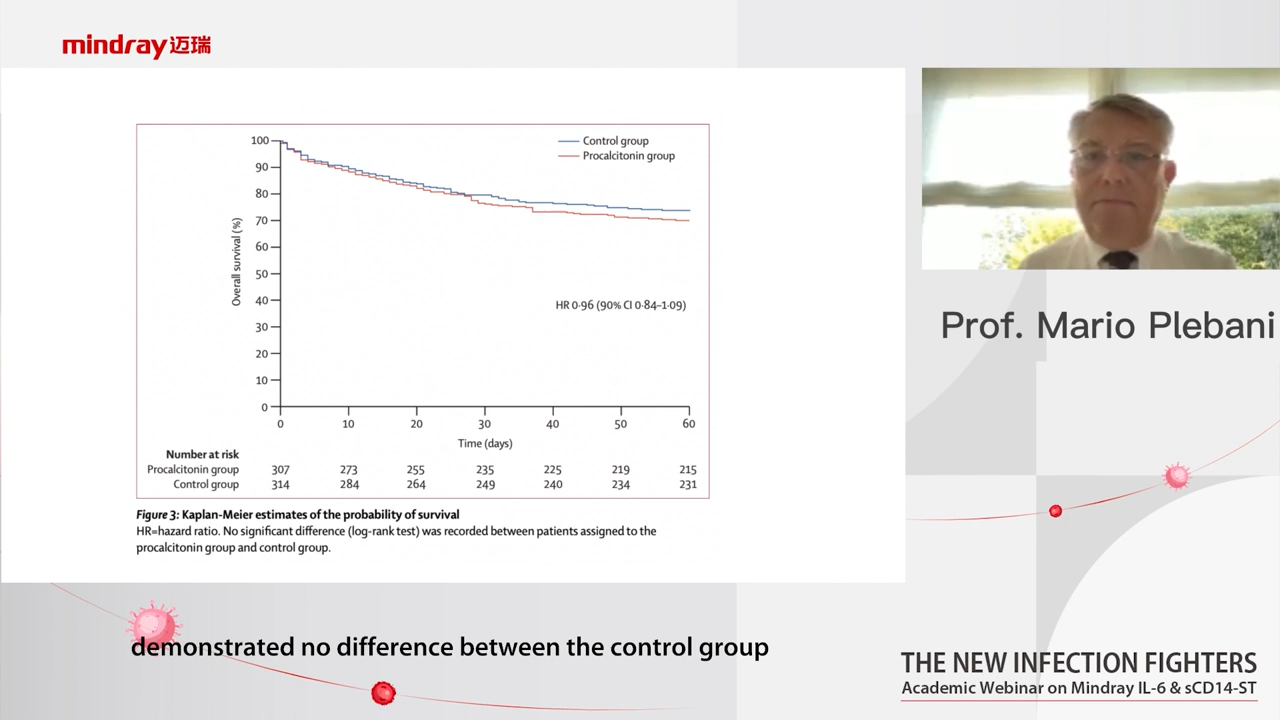 mindray迈瑞
100
90
80
70
60
50
40
30
20
10
0
Overall survival (%)
Control group
Procalcitonin group
HR 0·96 (90% CI 0·84–1·09)
0 10 20 30 40 50 60
Time (days)
Number at risk
Procalcitonin group 307 273 255 235 225 219 215
Control group 314 284 264 249 240 234 231
Figure 3: Kaplan-Meier estimates of the probability of survival
HR=hazard ratio. No significant difference (log-rank test) was recorded between patients assigned to the
procalcitonin group and control group.
Prof. Mario Plebani
demonstrated no difference between the control group
THE NEW INFECTION FIGHTERS
Academic Webinar on Mindray IL-6 & sCD14-ST